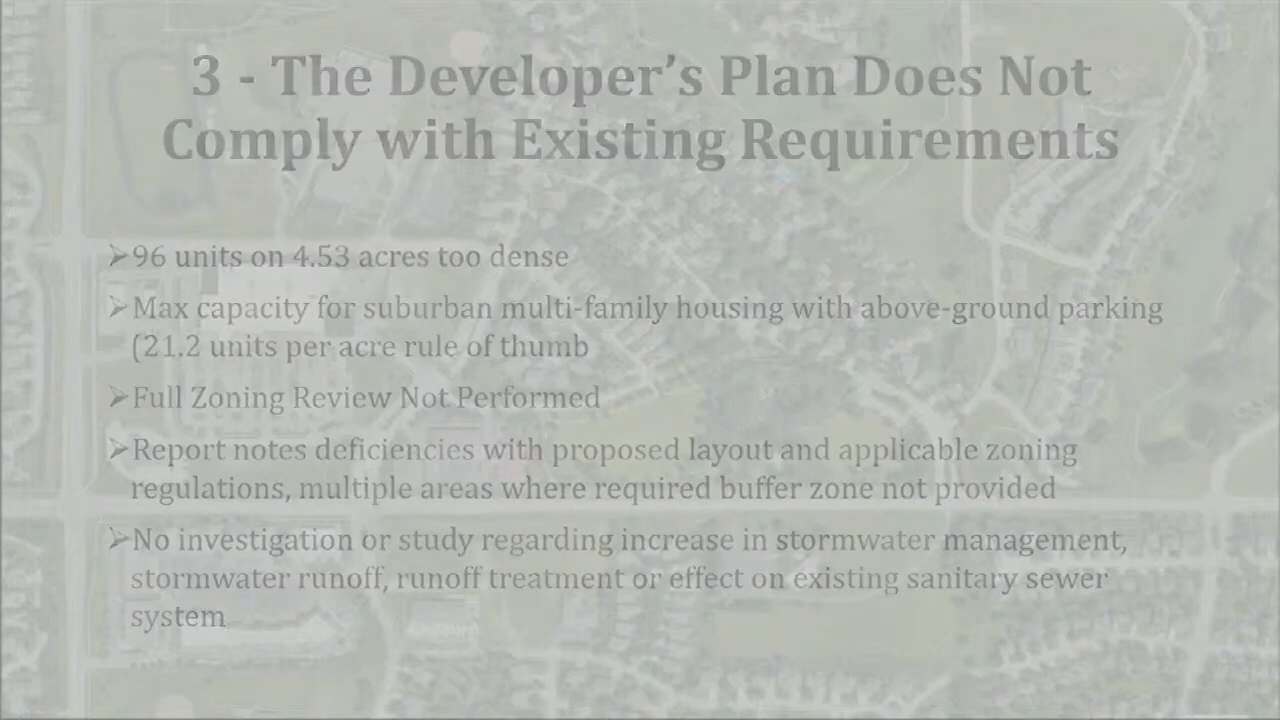 3 - The Developer’s Plan Does Not
Comply with Existing Requirements
➢96 units on 4.53 acres too dense
➢Max capacity for suburban multi-family housing with above-ground parking
(21.2 units per acre rule of thumb
➢Full Zoning Review Not Performed
➢Report notes deficiencies with proposed layout and applicable zoning
regulations, multiple areas where required buffer zone not provided
➢No investigation or study regarding increase in stormwater management,
stormwater runoff, runoff treatment or effect on existing sanitary sewer
system